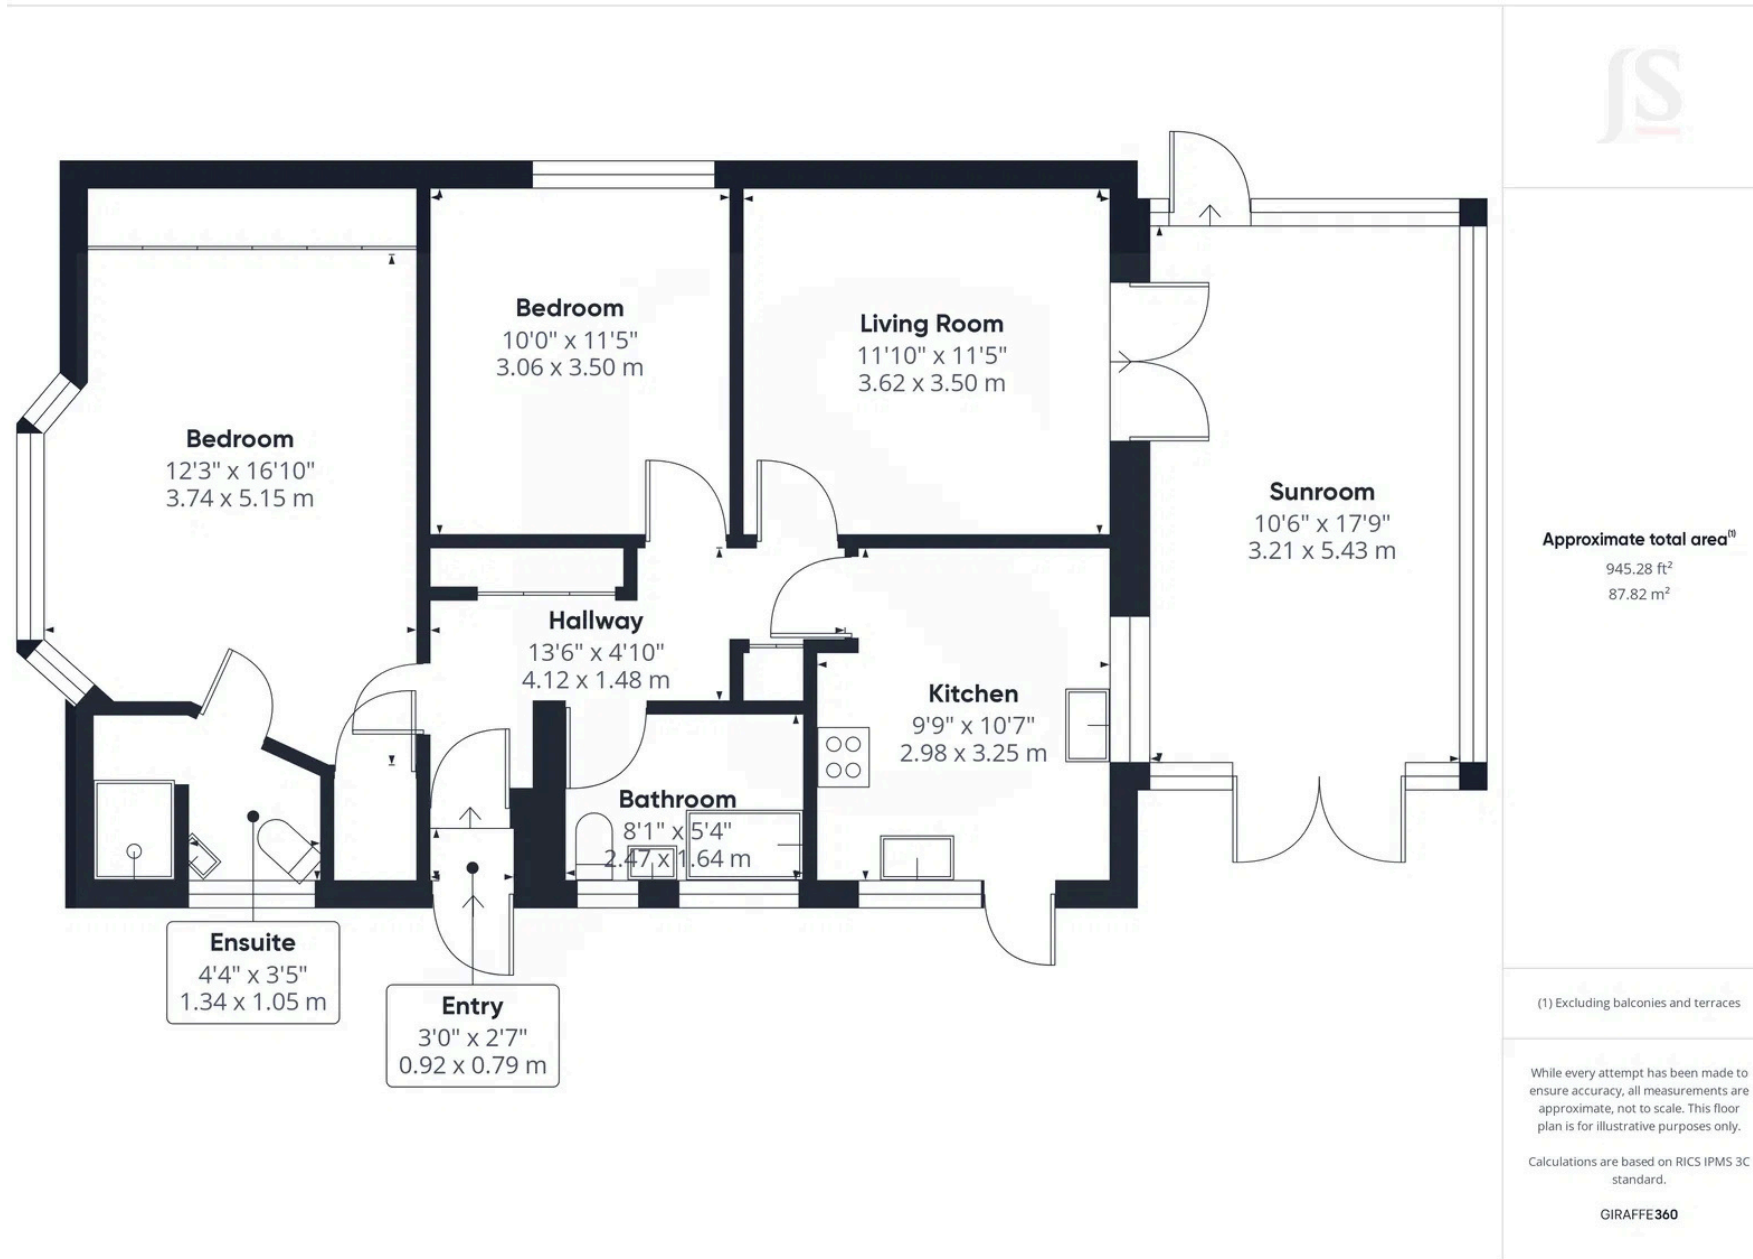 JS
Bedroom
10'0" x 11'5"
3.06 x 3.50 m
Living Room
11'10" x 11'5"
3.62 x 3.50 m
Bedroom
12'3" x 16'10"
3.74 x 5.15 m
Sunroom
10'6" x 17'9"
3.21 x 5.43 m
Hallway
13'6" x 4'10"
4.12 x 1.48 m
Kitchen
9'9" x 10'7"
2.98 x 3.25 m
Bathroom
8'1" x 5'4"
2.47 x 1.64 m
Ensuite
4'4" x 3'5"
1.34 x 1.05 m
Entry
3'0" x 2'7"
0.92 x 0.79 m
Approximate total area(1)
945.28 ft²
87.82 m²
(1) Excluding balconies and terraces
While every attempt has been made to
ensure accuracy, all measurements are
approximate, not to scale. This floor
plan is for illustrative purposes only.
Calculations are based on RICS IPMS 3C
standard.
GIRAFFE360